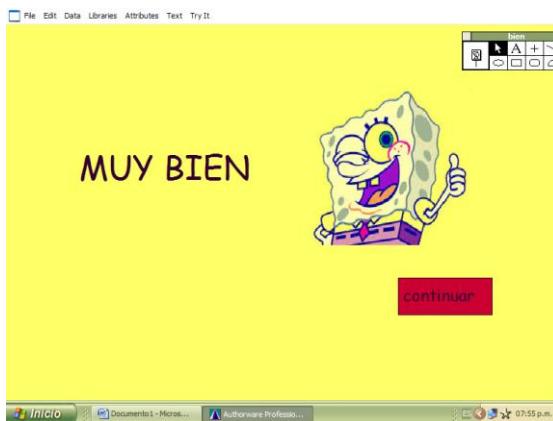 File Edit Data Libraries Attributes Text Try It
bien
A
MUY BIEN
continuar
Inicio Documento1 - Micros... Authorware Professio... 07:55 p.m.